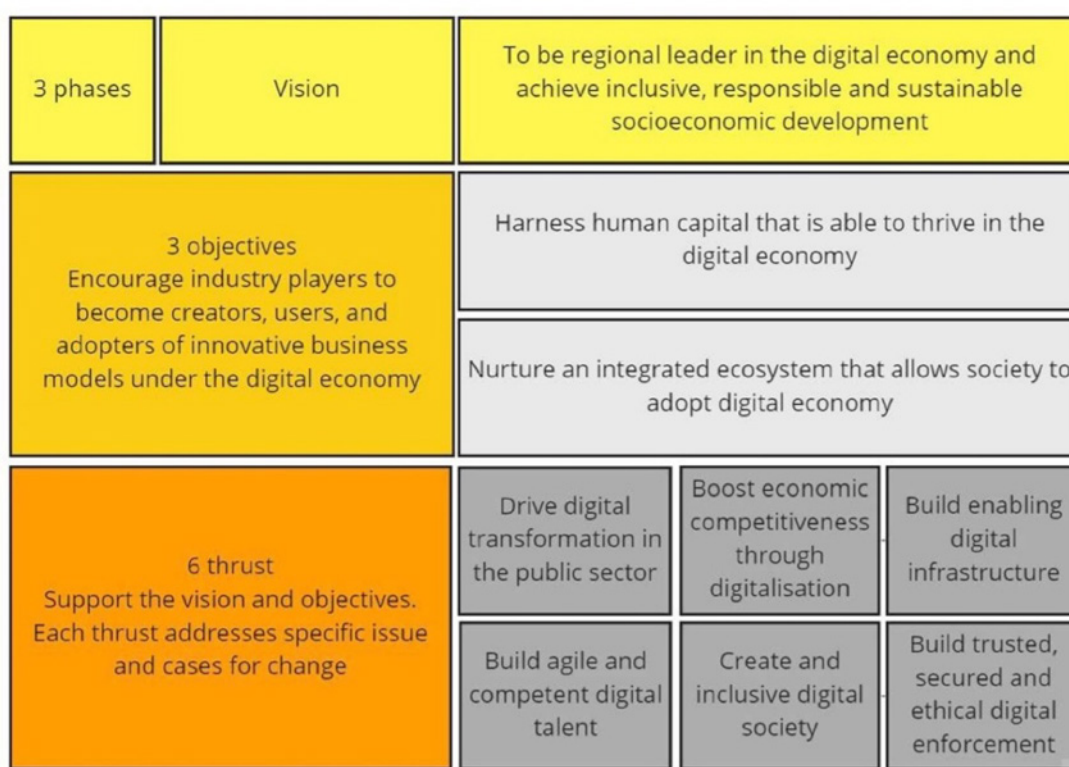 3 phases
Vision
To be regional leader in the digital economy and
achieve inclusive, responsible and sustainable
socioeconomic development
3 objectives
Encourage industry players to
become creators, users, and
adopters of innovative business
models under the digital economy
Harness human capital that is able to thrive in the
digital economy
Nurture an integrated ecosystem that allows society to
adopt digital economy
6 thrust
Support the vision and objectives.
Each thrust addresses specific issue
and cases for change
Drive digital
transformation in
the public sector
Boost economic
competitiveness
through
digitalisation
Build enabling
digital
infrastructure
Build agile and
competent digital
talent
Create and
inclusive digital
society
Build trusted,
secured and
ethical digital
enforcement